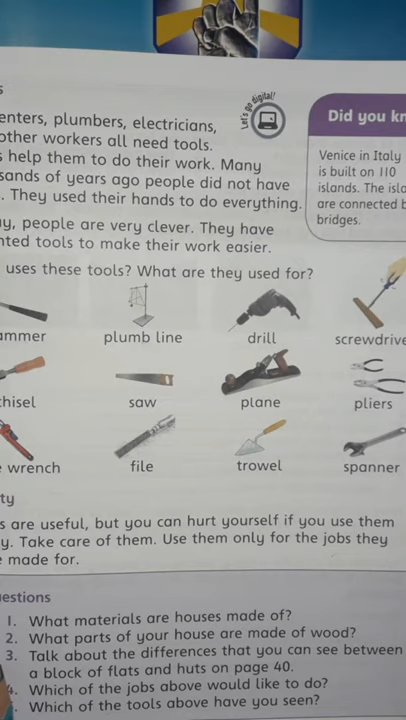 s
enters, plumbers, electricians,
other workers all need tools.
s help them to do their work. Many
sands of years ago people did not have
. They used their hands to do everything.
ay, people are very clever. They have
nted tools to make their work easier.
Let's go digital!
Did you kn
Venice in Italy
is built on 110
islands. The isla
are connected b
bridges.
uses these tools? What are they used for?
ammer plumb line drill screwdrive
chisel saw plane pliers
e wrench file trowel spanner
ty
s are useful, but you can hurt yourself if you use them
y. Take care of them. Use them only for the jobs they
e made for.
estions
1. What materials are houses made of?
2. What parts of your house are made of wood?
3. Talk about the differences that you can see between
a block of flats and huts on page 40.
4. Which of the jobs above would like to do?
. Which of the tools above have you seen?